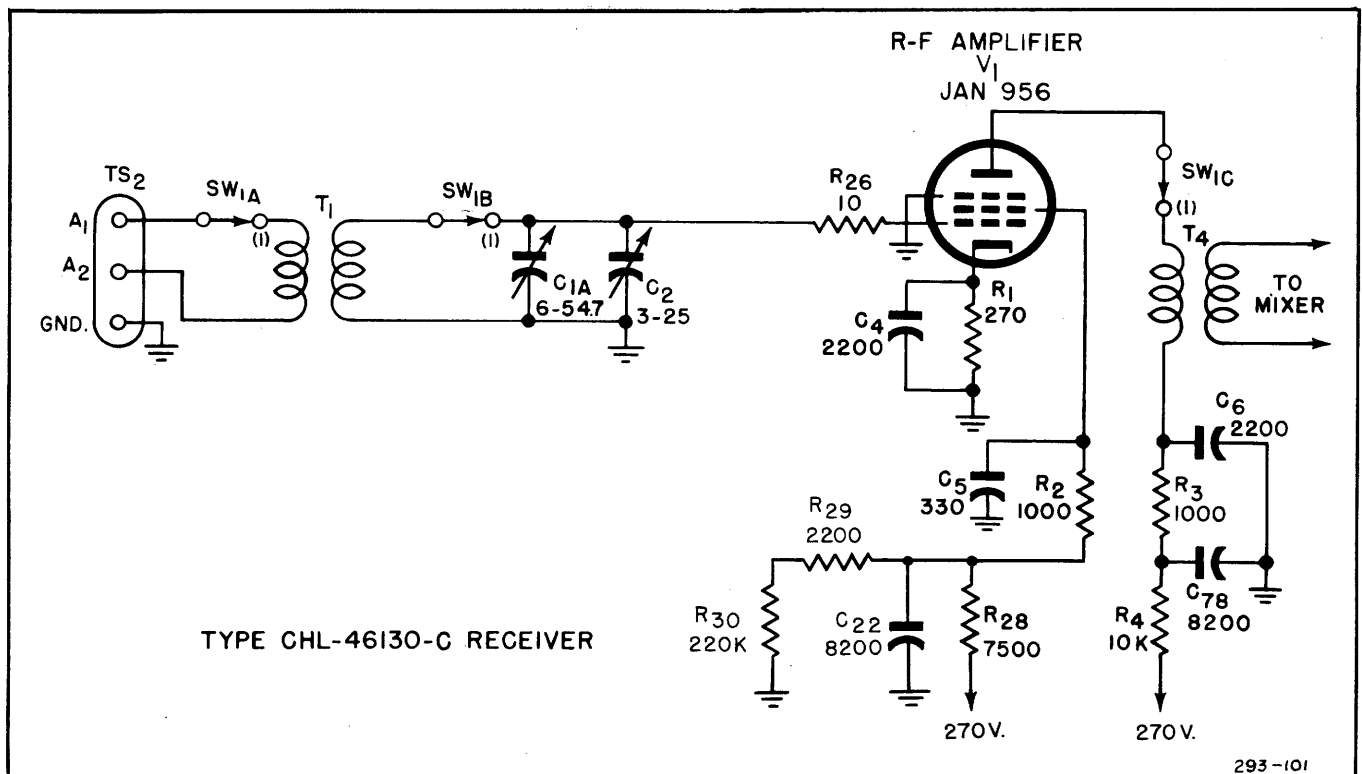 R-F AMPLIFIER
V1
JAN 956
TS2
A1
A2
GND.
SW1A
(1)
T1
SW1B
(1)
C1A
6-547
C2
3-25
R26
10
C4
2200
R1
270
SW1C
(1)
T4
TO
MIXER
C6
2200
C5
330
R2
1000
R3
1000
C78
8200
R29
2200
R30
220K
C22
8200
R28
7500
R4
10K
270V.
270V.
TYPE CHL-46130-C RECEIVER
293-101